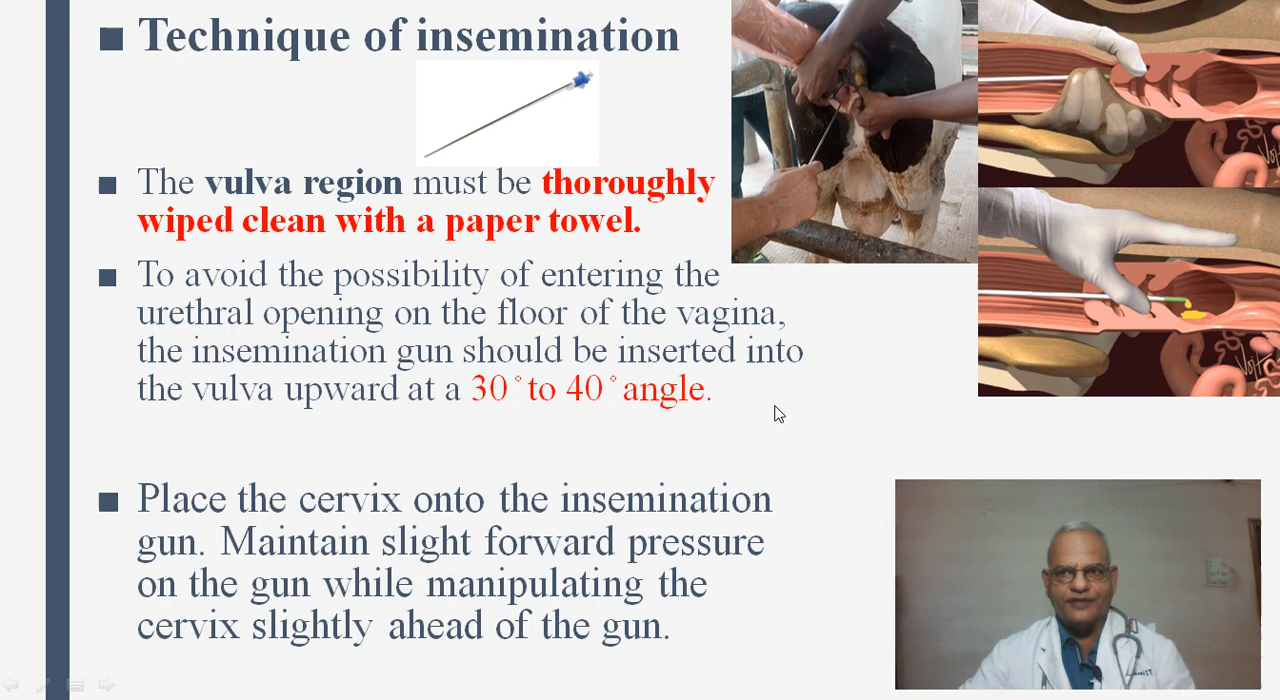 Technique of insemination
The vulva region must be thoroughly
wiped clean with a paper towel.
To avoid the possibility of entering the
urethral opening on the floor of the vagina,
the insemination gun should be inserted into
the vulva upward at a 30° to 40° angle.
Place the cervix onto the insemination
gun. Maintain slight forward pressure
on the gun while manipulating the
cervix slightly ahead of the gun.